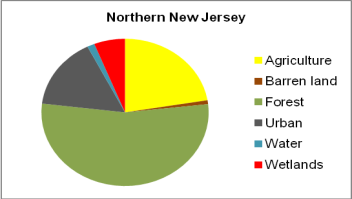 Northern New Jersey
Agriculture
Barren land
Forest
Urban
Water
Wetlands